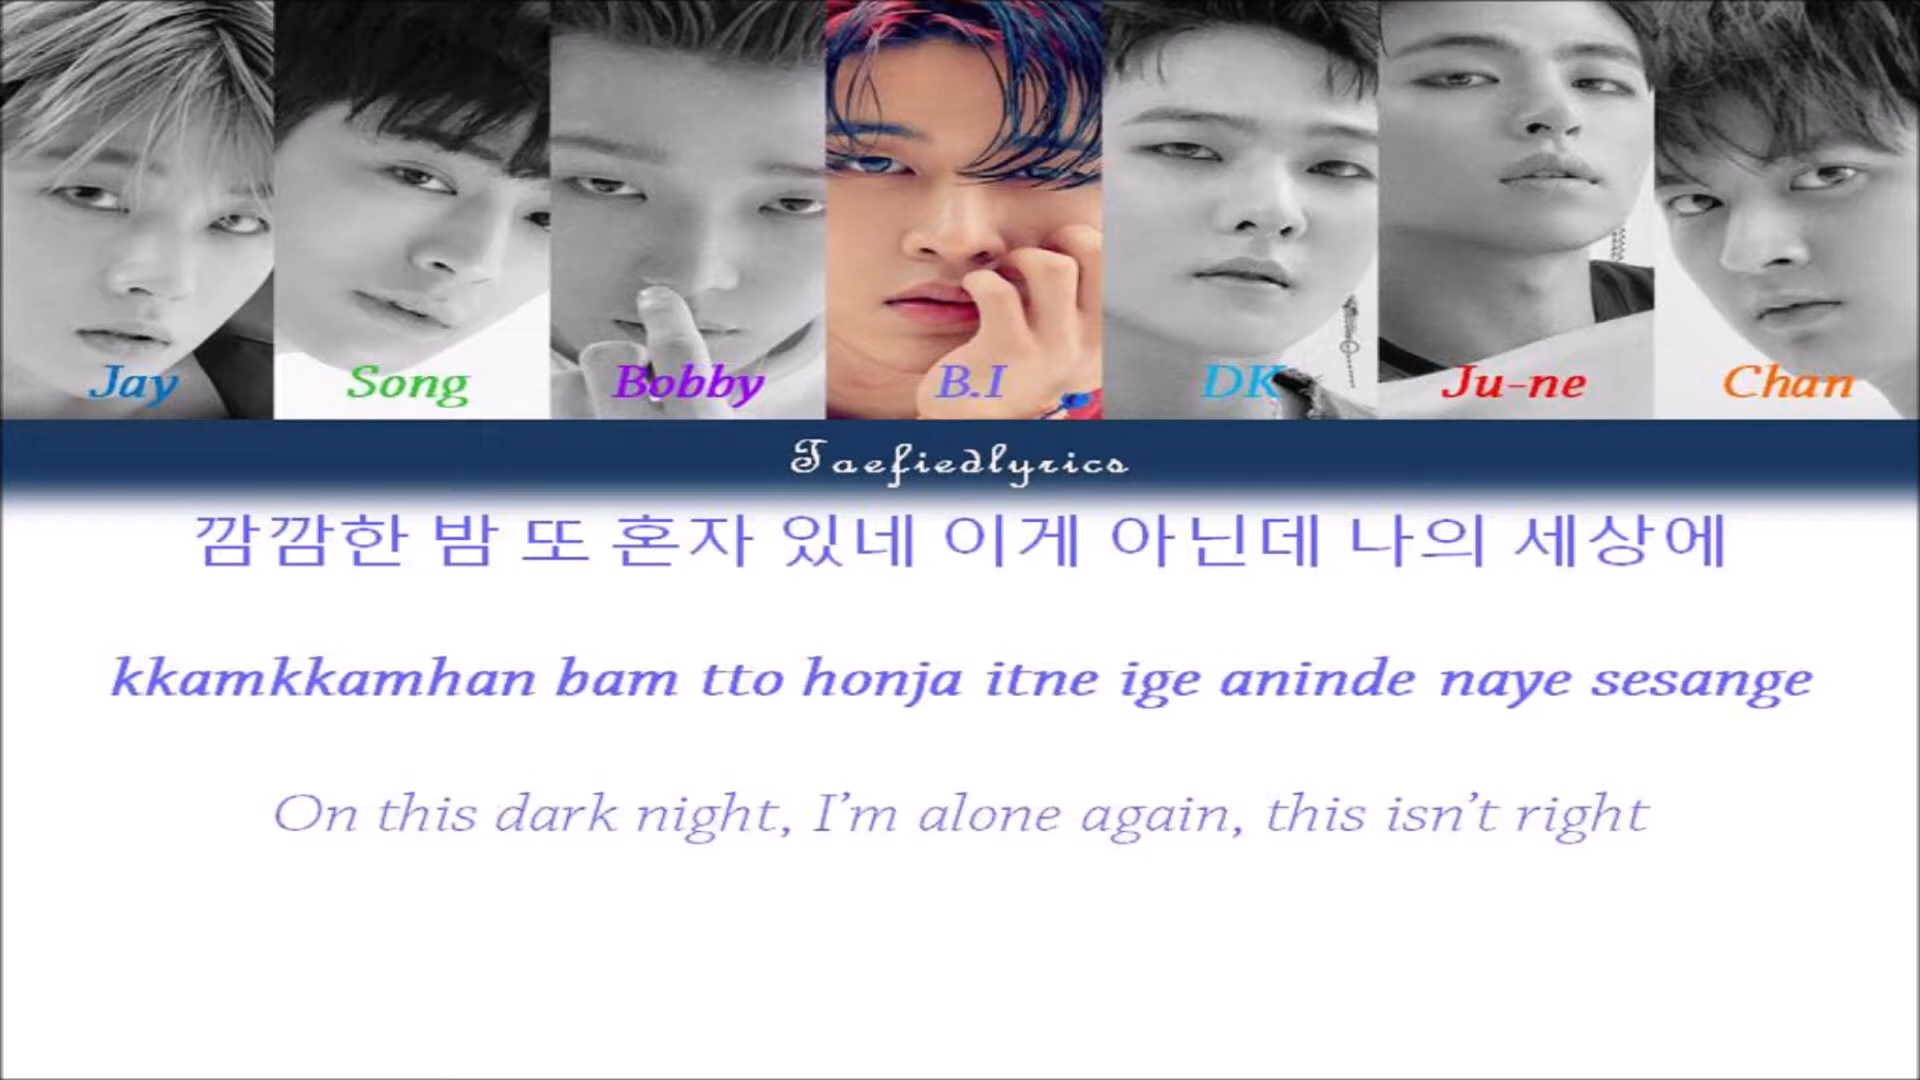 Jay Song Bobby B.I DK Ju-ne Chan
Taefiedlyrics
깜깜한 밤 또 혼자 있네 이게 아닌데 나의 세상에
kkamkkamhan bam tto honja itne ige aninde naye sesange
On this dark night, I’m alone again, this isn’t right